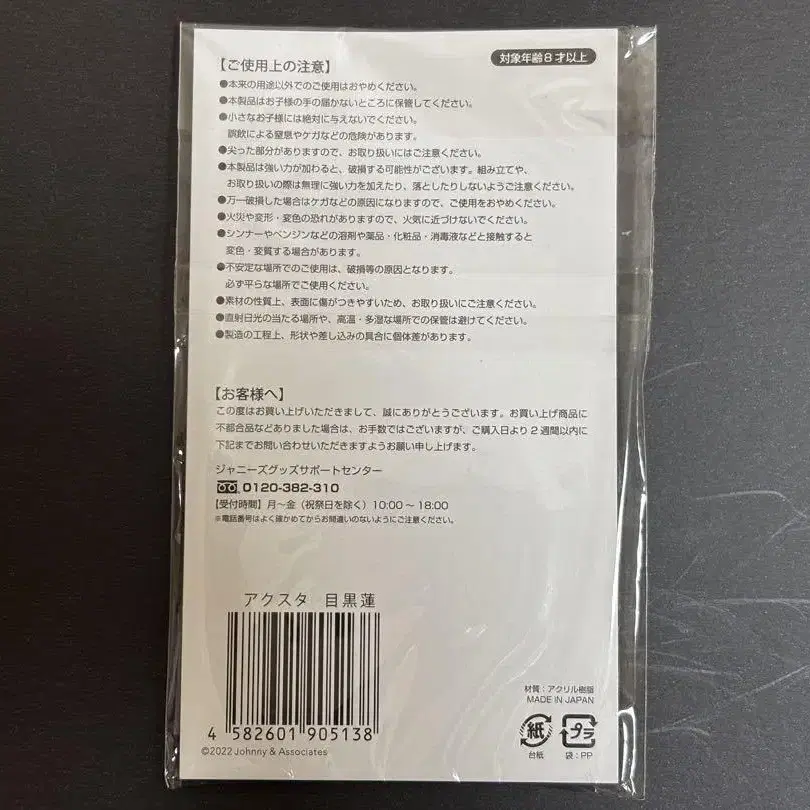 対象年齢8才以上
【ご使用上の注意】
●本来の用途以外でのご使用はおやめください。
●本製品はお子様の手の届かないところに保管してください。
●小さなお子様には絶対に与えないでください。
誤飲による窒息やケガなどの危険があります。
●尖った部分がありますので、お取り扱いにはご注意ください。
●本製品は強い力が加わると、破損する可能性がございます。組み立てや、
お取り扱いの際は無理に強い力を加えたり、落としたりしないようご注意ください。
●万一破損した場合はケガなどの原因になりますので、ご使用をおやめください。
●火災や変形・変色の恐れがありますので、火気に近づけないでください。
●シンナーやベンジンなどの溶剤や薬品・化粧品・消毒液などと接触すると
変色・変質する場合があります。
●不安定な場所でのご使用は、破損等の原因となります。
必ず平らな場所でご使用ください。
●素材の性質上、表面に傷がつきやすいため、お取り扱いにご注意ください。
●直射日光の当たる場所や、高温・多湿な場所での保管は避けてください。
●製造の工程上、形状や差し込みの具合に個体差があります。
【お客様へ】
この度はお買い上げいただきまして、誠にありがとうございます。お買い上げ商品に
不都合品などありました場合は、お手数ではございますが、ご購入日より2週間以内に
下記までお問い合わせいただきますようお願い申し上げます。
ジャニーズグッズサポートセンター
0120-382-310
【受付時間】月〜金（祝祭日を除く）10:00〜18:00
※電話番号はよく確かめてからお間違いのないようにご注意ください。
アクスタ 目黒蓮
4 582601 905138
©2022 Johnny & Associates
材質：アクリル樹脂
MADE IN JAPAN
紙 プラ
台紙 袋：PP